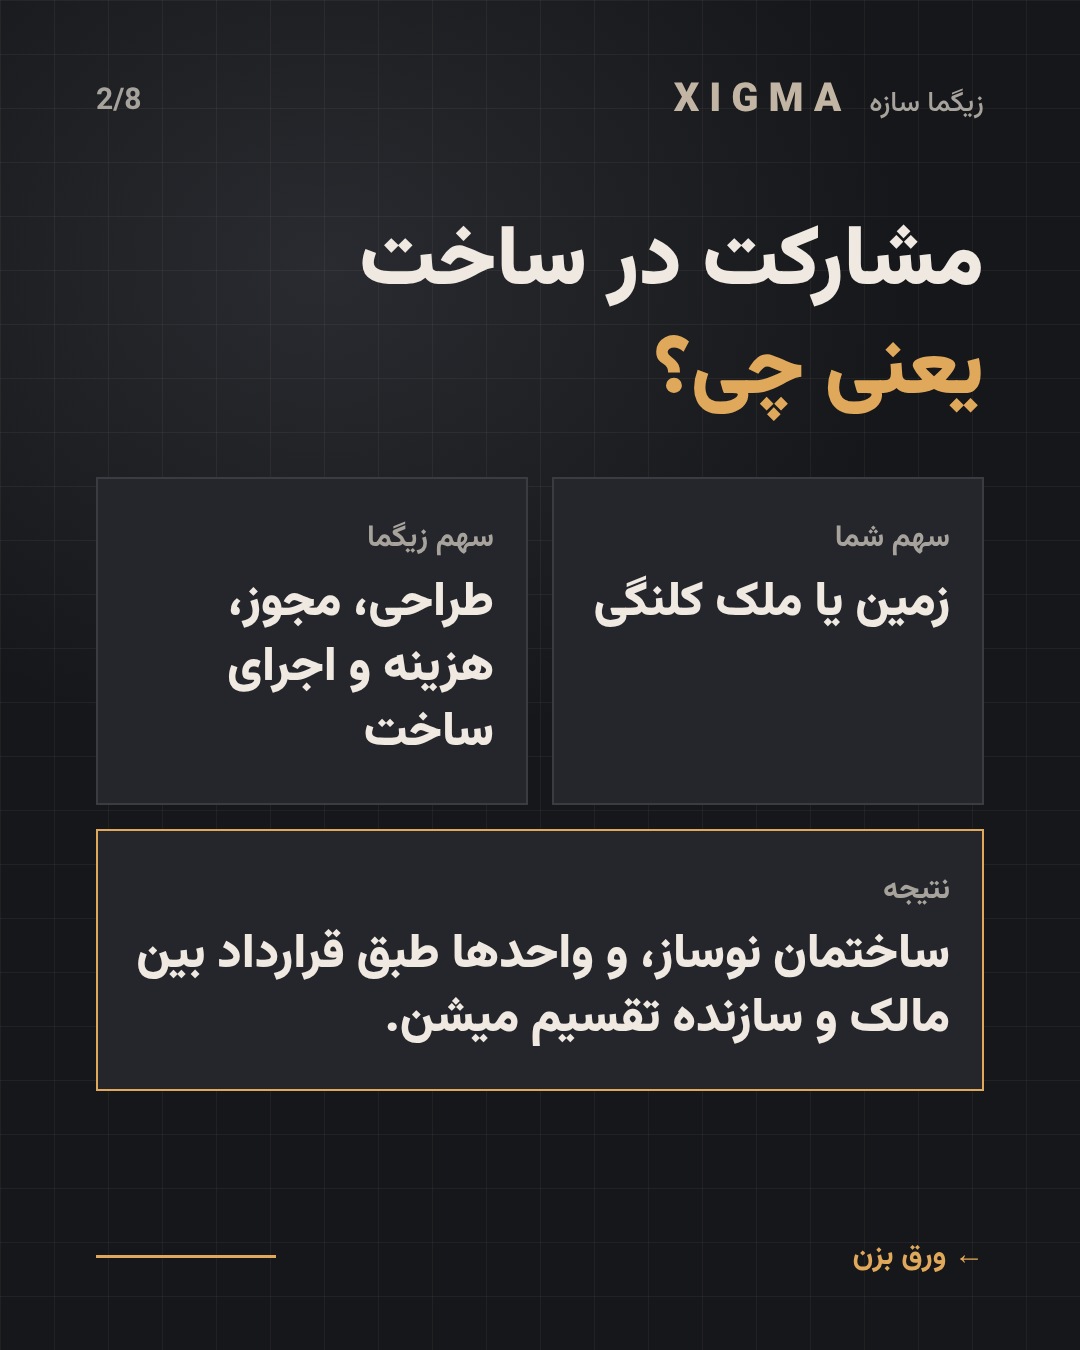 زیگما سازه XIGMA
2/8
مشارکت در ساخت
یعنی چی؟
سهم شما
زمین یا ملک کلنگی
سهم زیگما
طراحی، مجوز،
هزینه و اجرای
ساخت
نتیجه
ساختمان نوساز، و واحدها طبق قرارداد بین
مالک و سازنده تقسیم میشن.
← ورق بزن